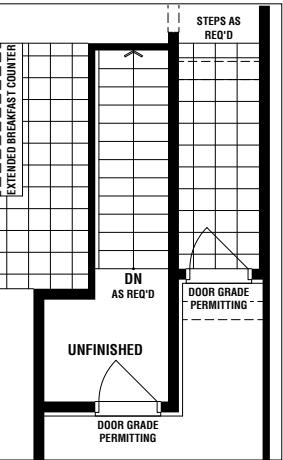 STEPS AS
REQ'D
EXTENDED BREAKFAST COUNTER
DN
AS REQ'D
DOOR GRADE
PERMITTING
UNFINISHED
DOOR GRADE
PERMITTING